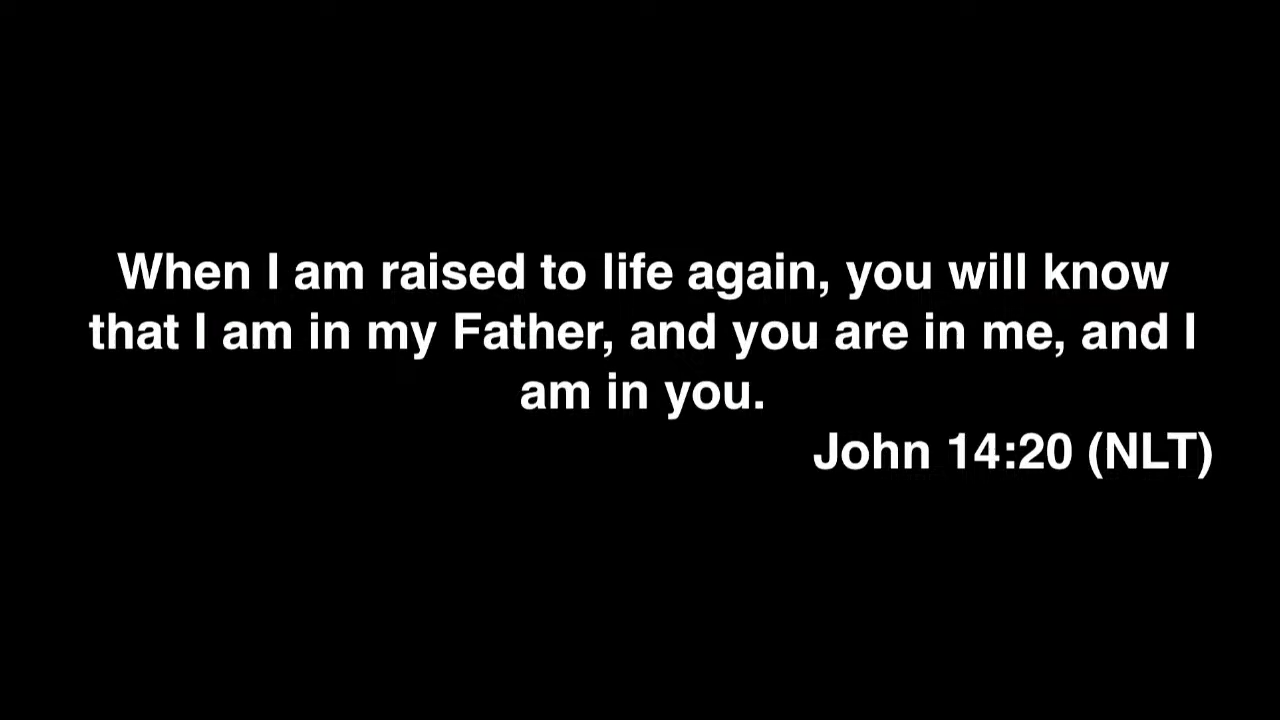 When I am raised to life again, you will know
that I am in my Father, and you are in me, and I
am in you.
John 14:20 (NLT)